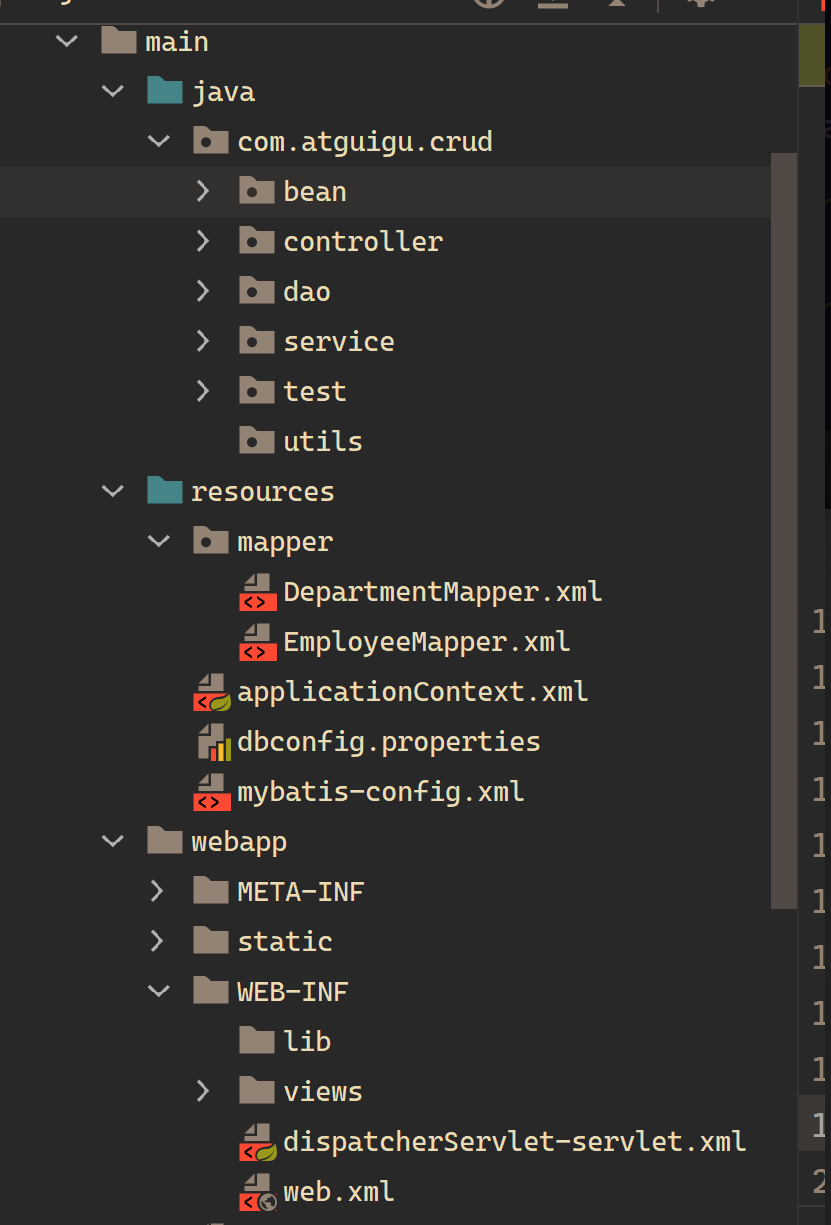 main
java
com.atguigu.crud
bean
controller
dao
service
test
utils
resources
mapper
DepartmentMapper.xml
EmployeeMapper.xml
applicationContext.xml
dbconfig.properties
mybatis-config.xml
webapp
META-INF
static
WEB-INF
lib
views
dispatcherServlet-servlet.xml
web.xml